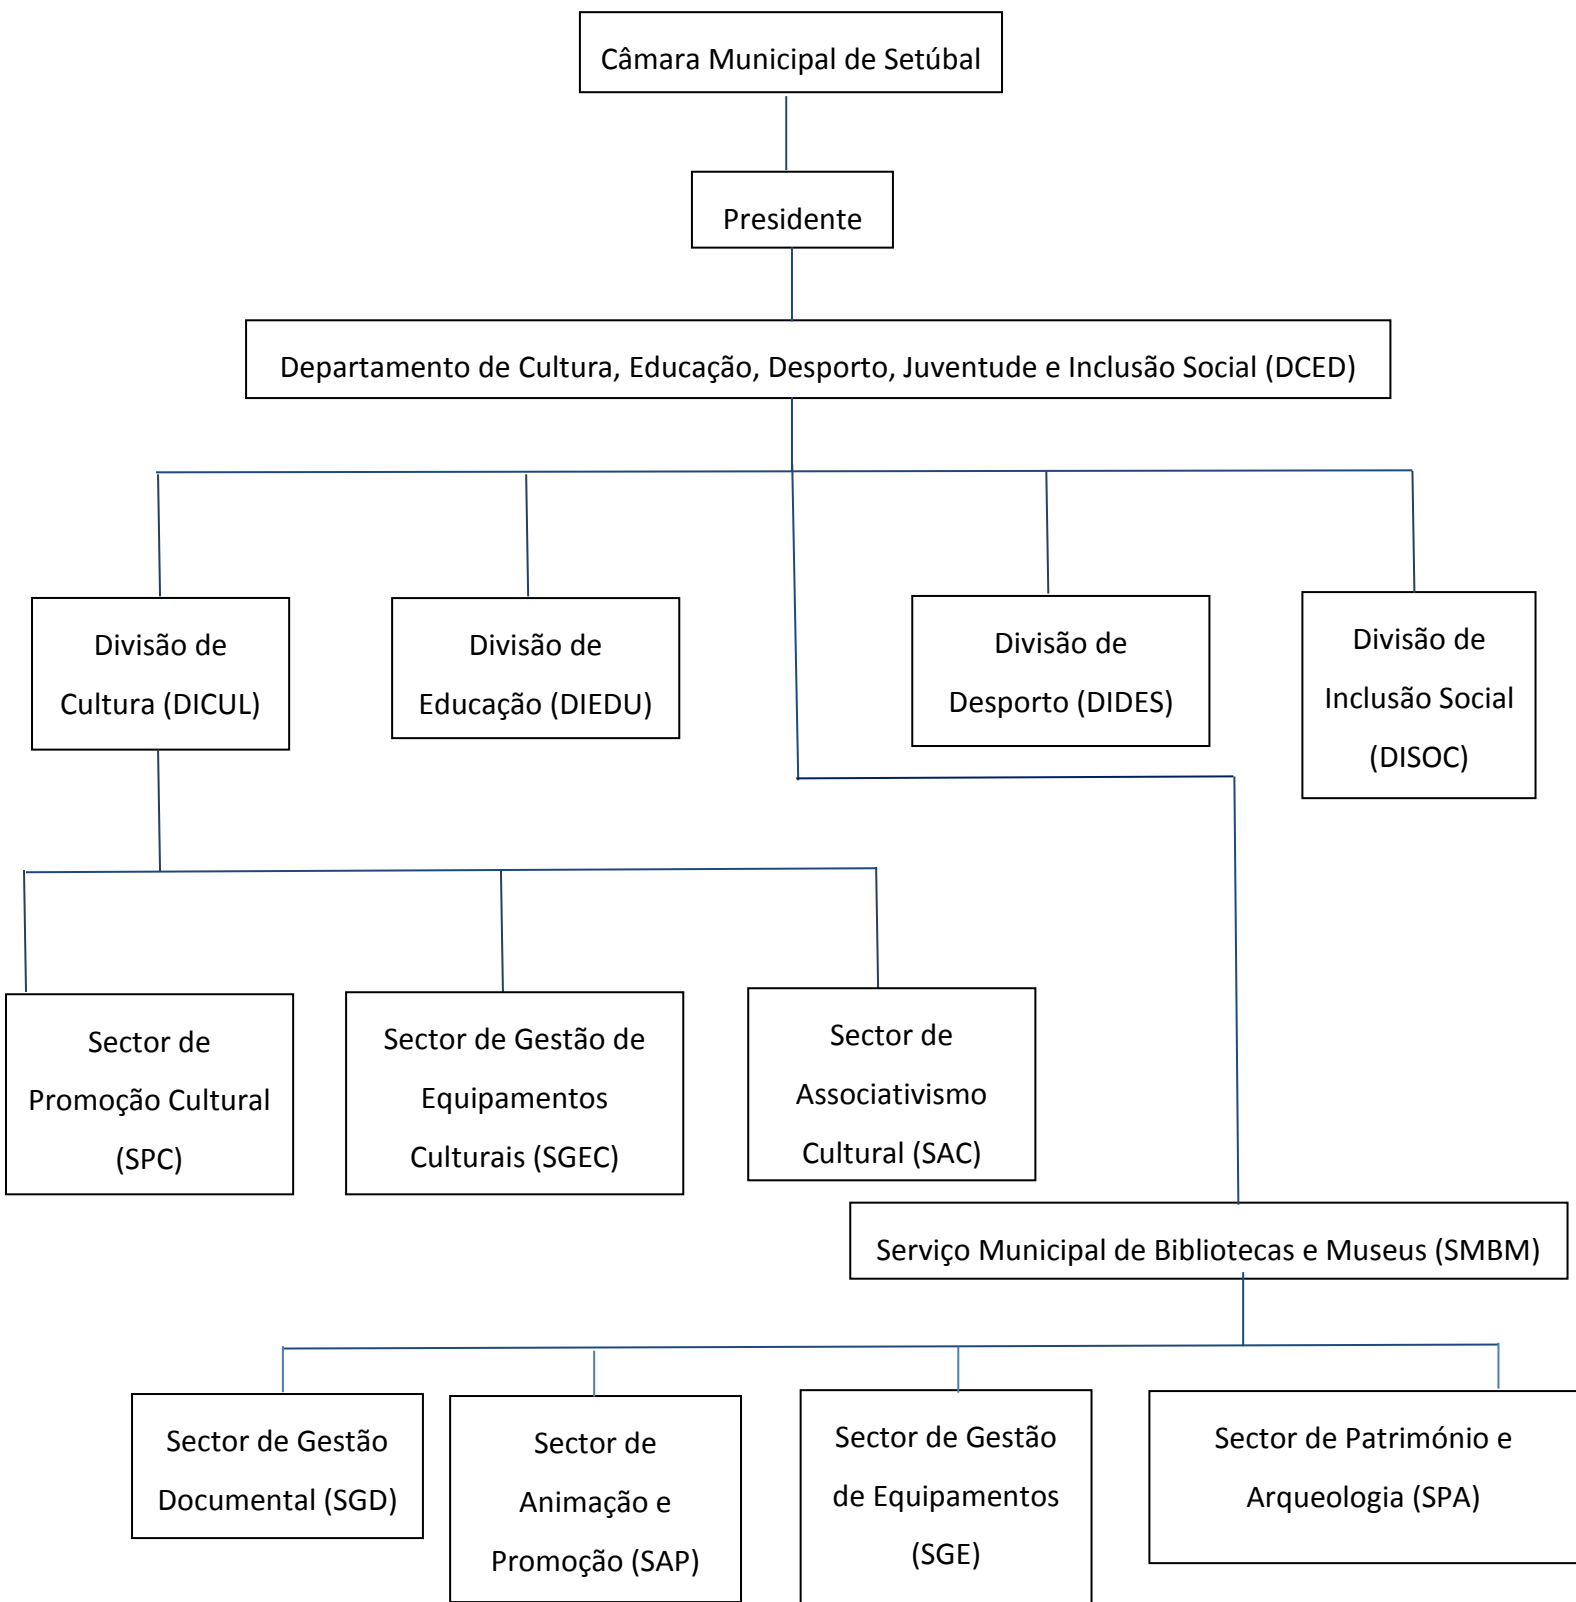 Câmara Municipal de Setúbal
Presidente
Departamento de Cultura, Educação, Desporto, Juventude e Inclusão Social (DCED)
Divisão de
Cultura (DICUL)
Divisão de
Educação (DIEDU)
Divisão de
Desporto (DIDES)
Divisão de
Inclusão Social
(DISOC)
Sector de
Promoção Cultural
(SPC)
Sector de Gestão de
Equipamentos
Culturais (SGEC)
Sector de
Associativismo
Cultural (SAC)
Serviço Municipal de Bibliotecas e Museus (SMBM)
Sector de Gestão
Documental (SGD)
Sector de
Animação e
Promoção (SAP)
Sector de Gestão
de Equipamentos
(SGE)
Sector de Património e
Arqueologia (SPA)